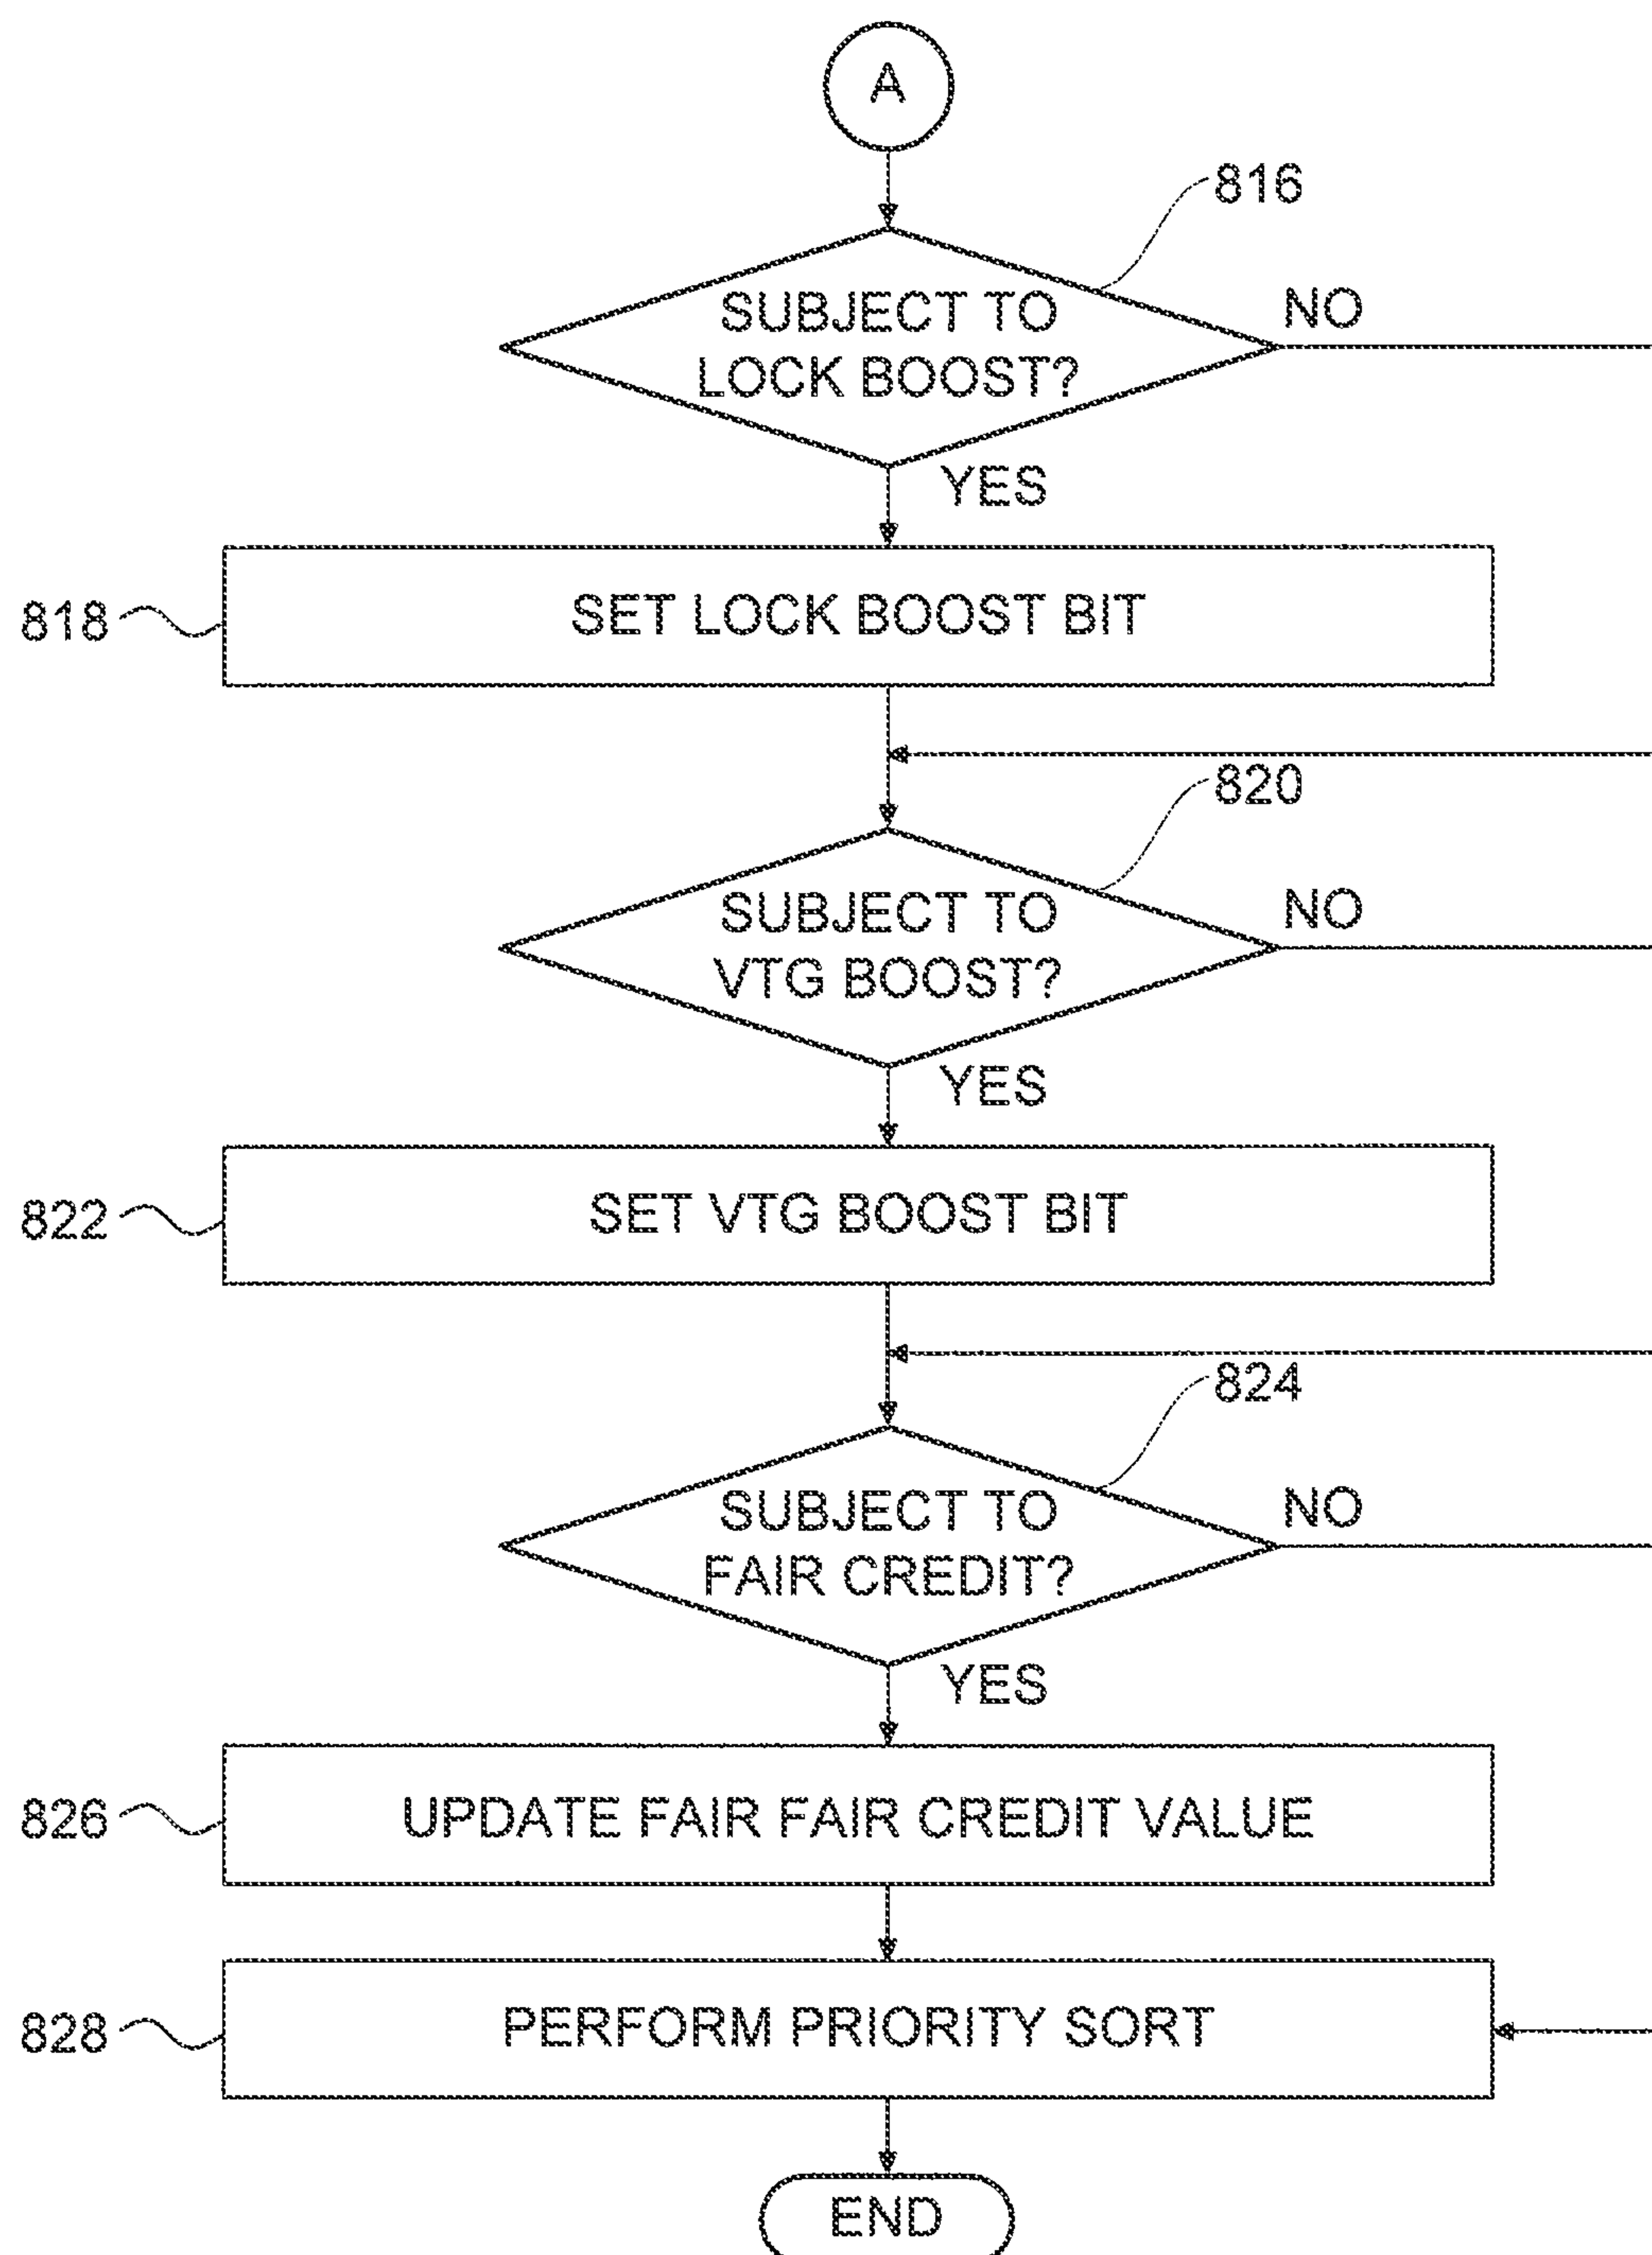 A
816
SUBJECT TO
LOCK BOOST?
NO
YES
818
SET LOCK BOOST BIT
820
SUBJECT TO
VTG BOOST?
NO
YES
822
SET VTG BOOST BIT
824
SUBJECT TO
FAIR CREDIT?
NO
YES
826
UPDATE FAIR FAIR CREDIT VALUE
828
PERFORM PRIORITY SORT
END